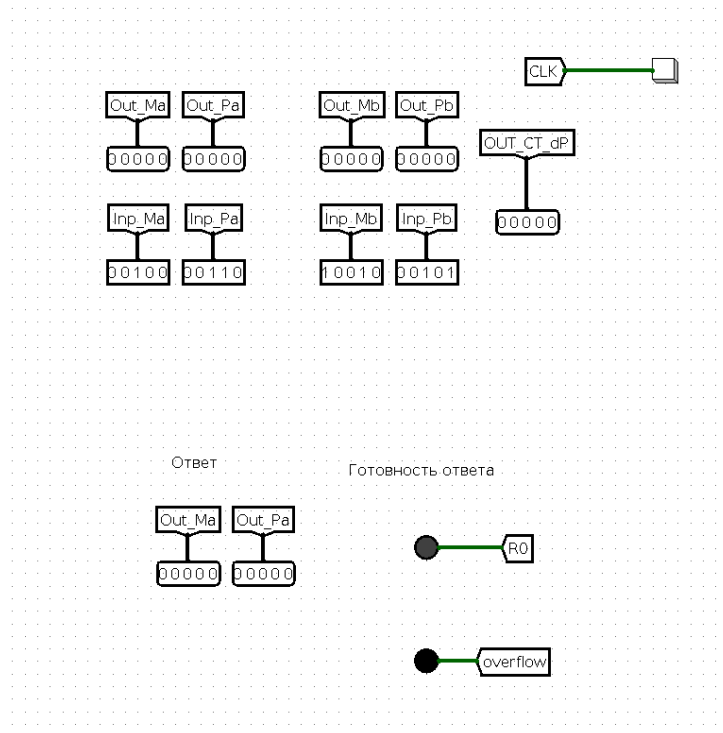 CLK
Out_Ma Out_Pa Out_Mb Out_Pb
OUT_CT_dP
00000 00000 00000 00000
Inp_Ma Inp_Pa Inp_Mb Inp_Pb
00000
00100 00110 10010 00101
Ответ
Готовность ответа
Out_Ma Out_Pa
R0
00000 00000
overflow